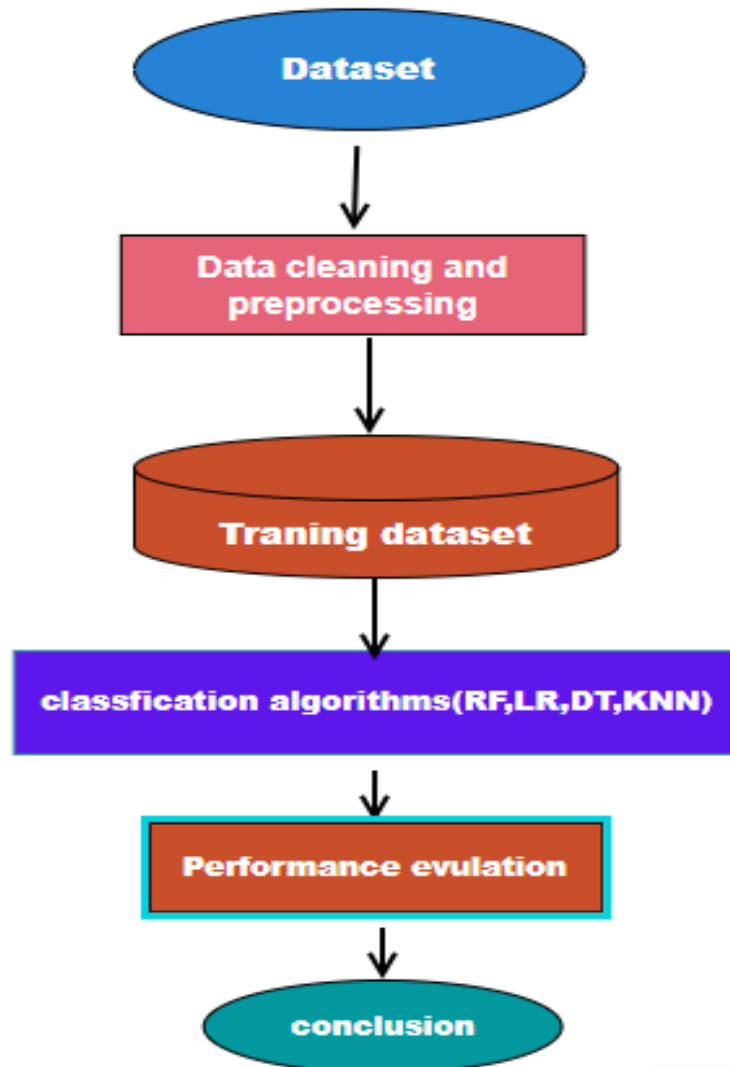 Dataset
Data cleaning and
preprocessing
Traning dataset
classfication algorithms(RF,LR,DT,KNN)
Performance evulation
conclusion